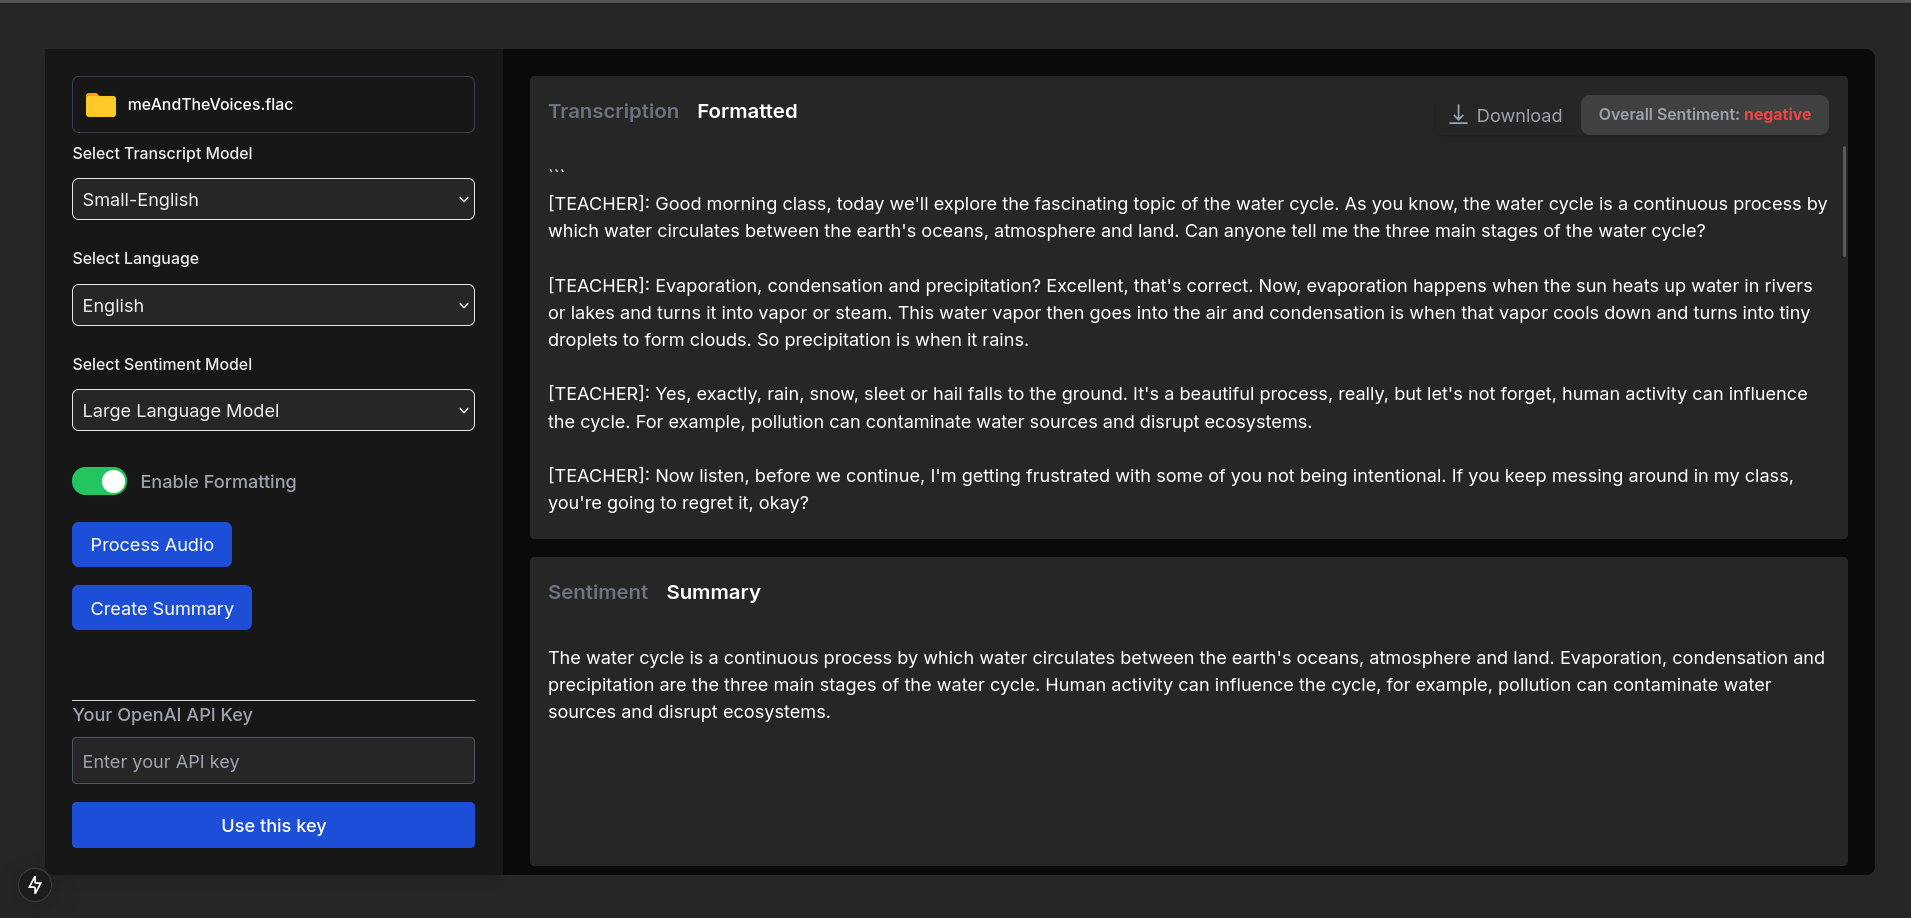 meAndTheVoices.flac
Select Transcript Model
Small-English
Select Language
English
Select Sentiment Model
Large Language Model
Enable Formatting
Process Audio
Create Summary
Your OpenAI API Key
Enter your API key
Use this key
Transcription Formatted
Download
Overall Sentiment: negative
```
[TEACHER]: Good morning class, today we'll explore the fascinating topic of the water cycle. As you know, the water cycle is a continuous process by
which water circulates between the earth's oceans, atmosphere and land. Can anyone tell me the three main stages of the water cycle?
[TEACHER]: Evaporation, condensation and precipitation? Excellent, that's correct. Now, evaporation happens when the sun heats up water in rivers
or lakes and turns it into vapor or steam. This water vapor then goes into the air and condensation is when that vapor cools down and turns into tiny
droplets to form clouds. So precipitation is when it rains.
[TEACHER]: Yes, exactly, rain, snow, sleet or hail falls to the ground. It's a beautiful process, really, but let's not forget, human activity can influence
the cycle. For example, pollution can contaminate water sources and disrupt ecosystems.
[TEACHER]: Now listen, before we continue, I'm getting frustrated with some of you not being intentional. If you keep messing around in my class,
you're going to regret it, okay?
Sentiment Summary
The water cycle is a continuous process by which water circulates between the earth's oceans, atmosphere and land. Evaporation, condensation and
precipitation are the three main stages of the water cycle. Human activity can influence the cycle, for example, pollution can contaminate water
sources and disrupt ecosystems.